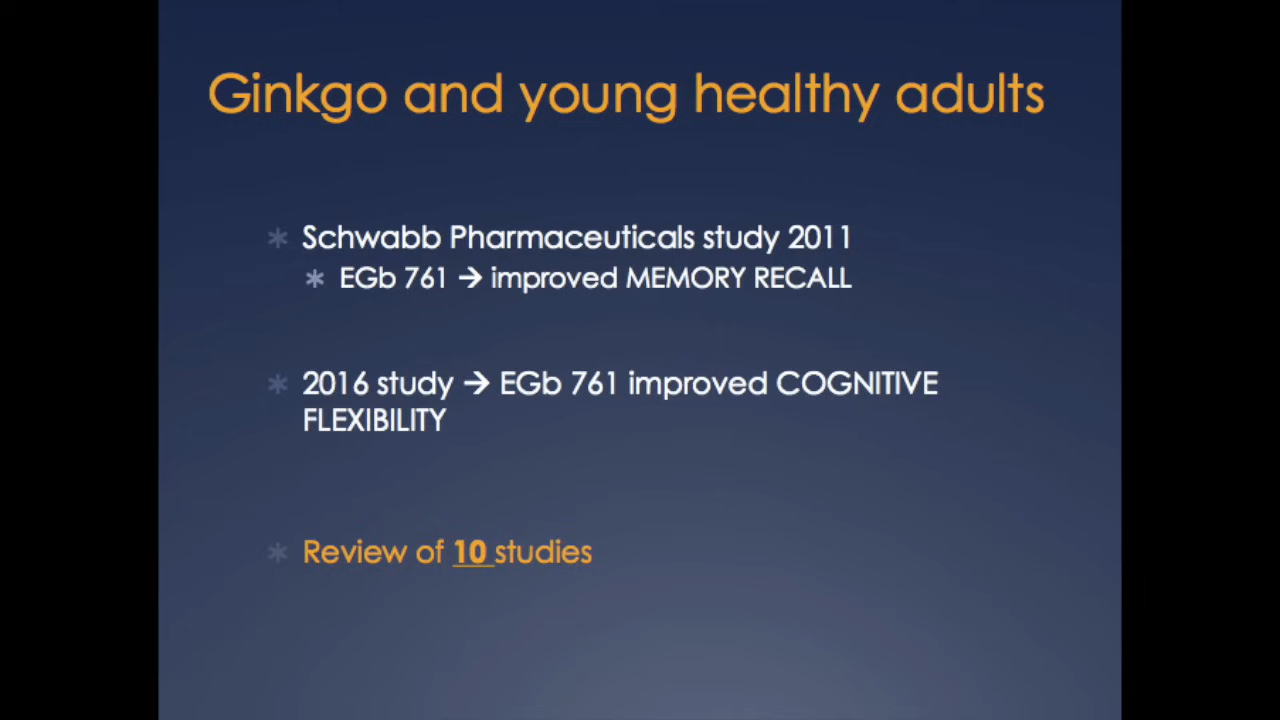 Ginkgo and young healthy adults
Schwabb Pharmaceuticals study 2011
EGb 761 → improved MEMORY RECALL
2016 study → EGb 761 improved COGNITIVE
FLEXIBILITY
Review of 10 studies